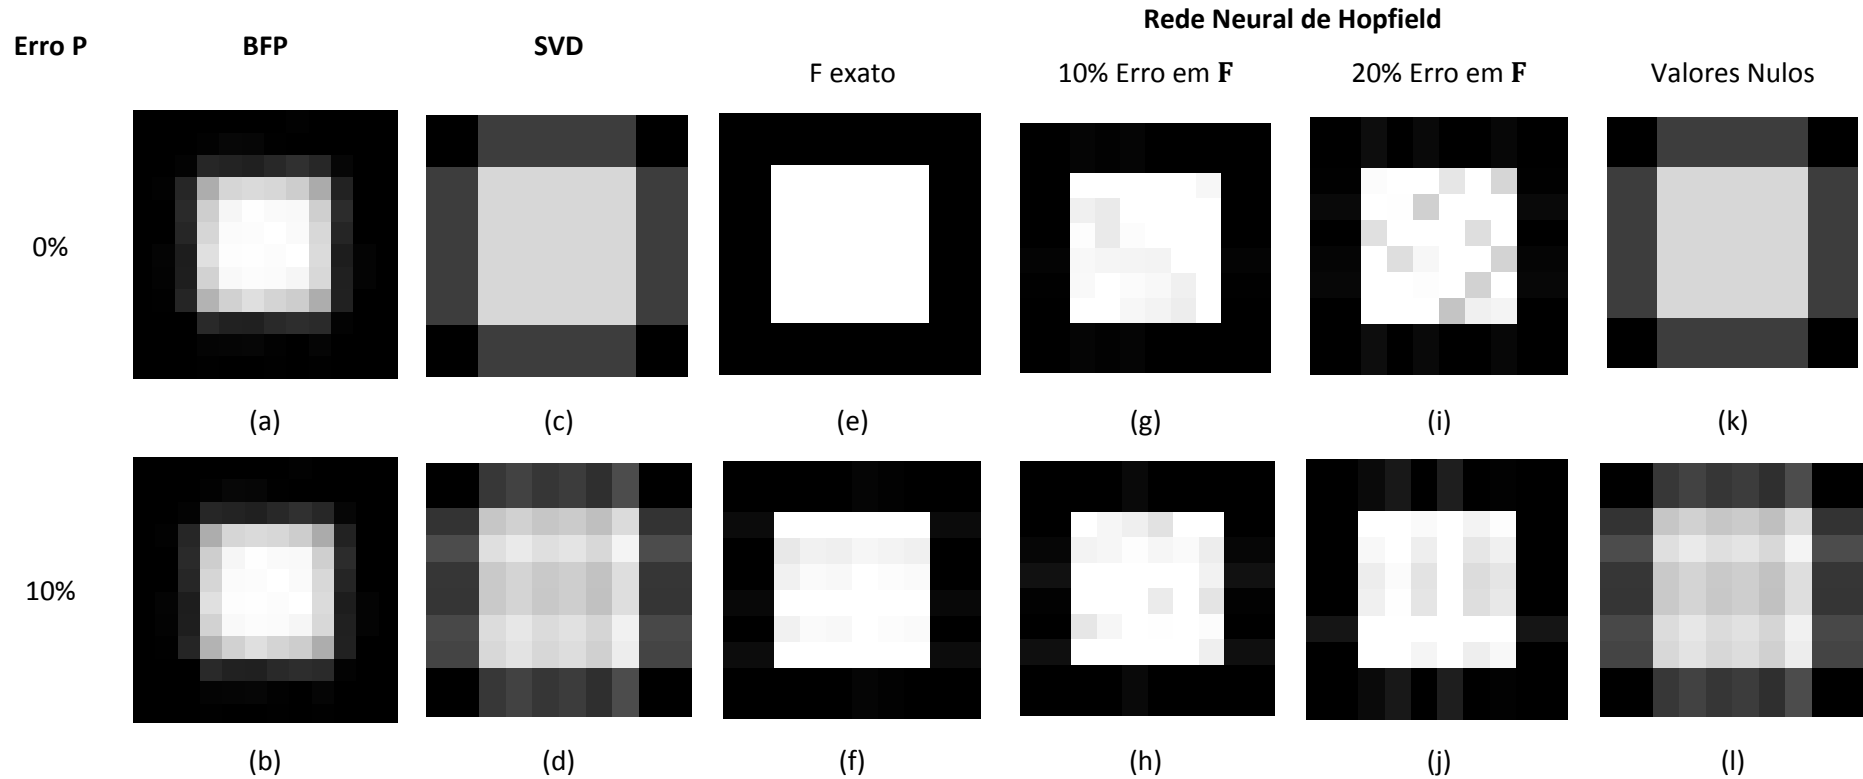 Rede Neural de Hopfield
Erro P BFP SVD
F exato 10% Erro em F 20% Erro em F Valores Nulos
0%
(a) (c) (e) (g) (i) (k)
10%
(b) (d) (f) (h) (j) (l)